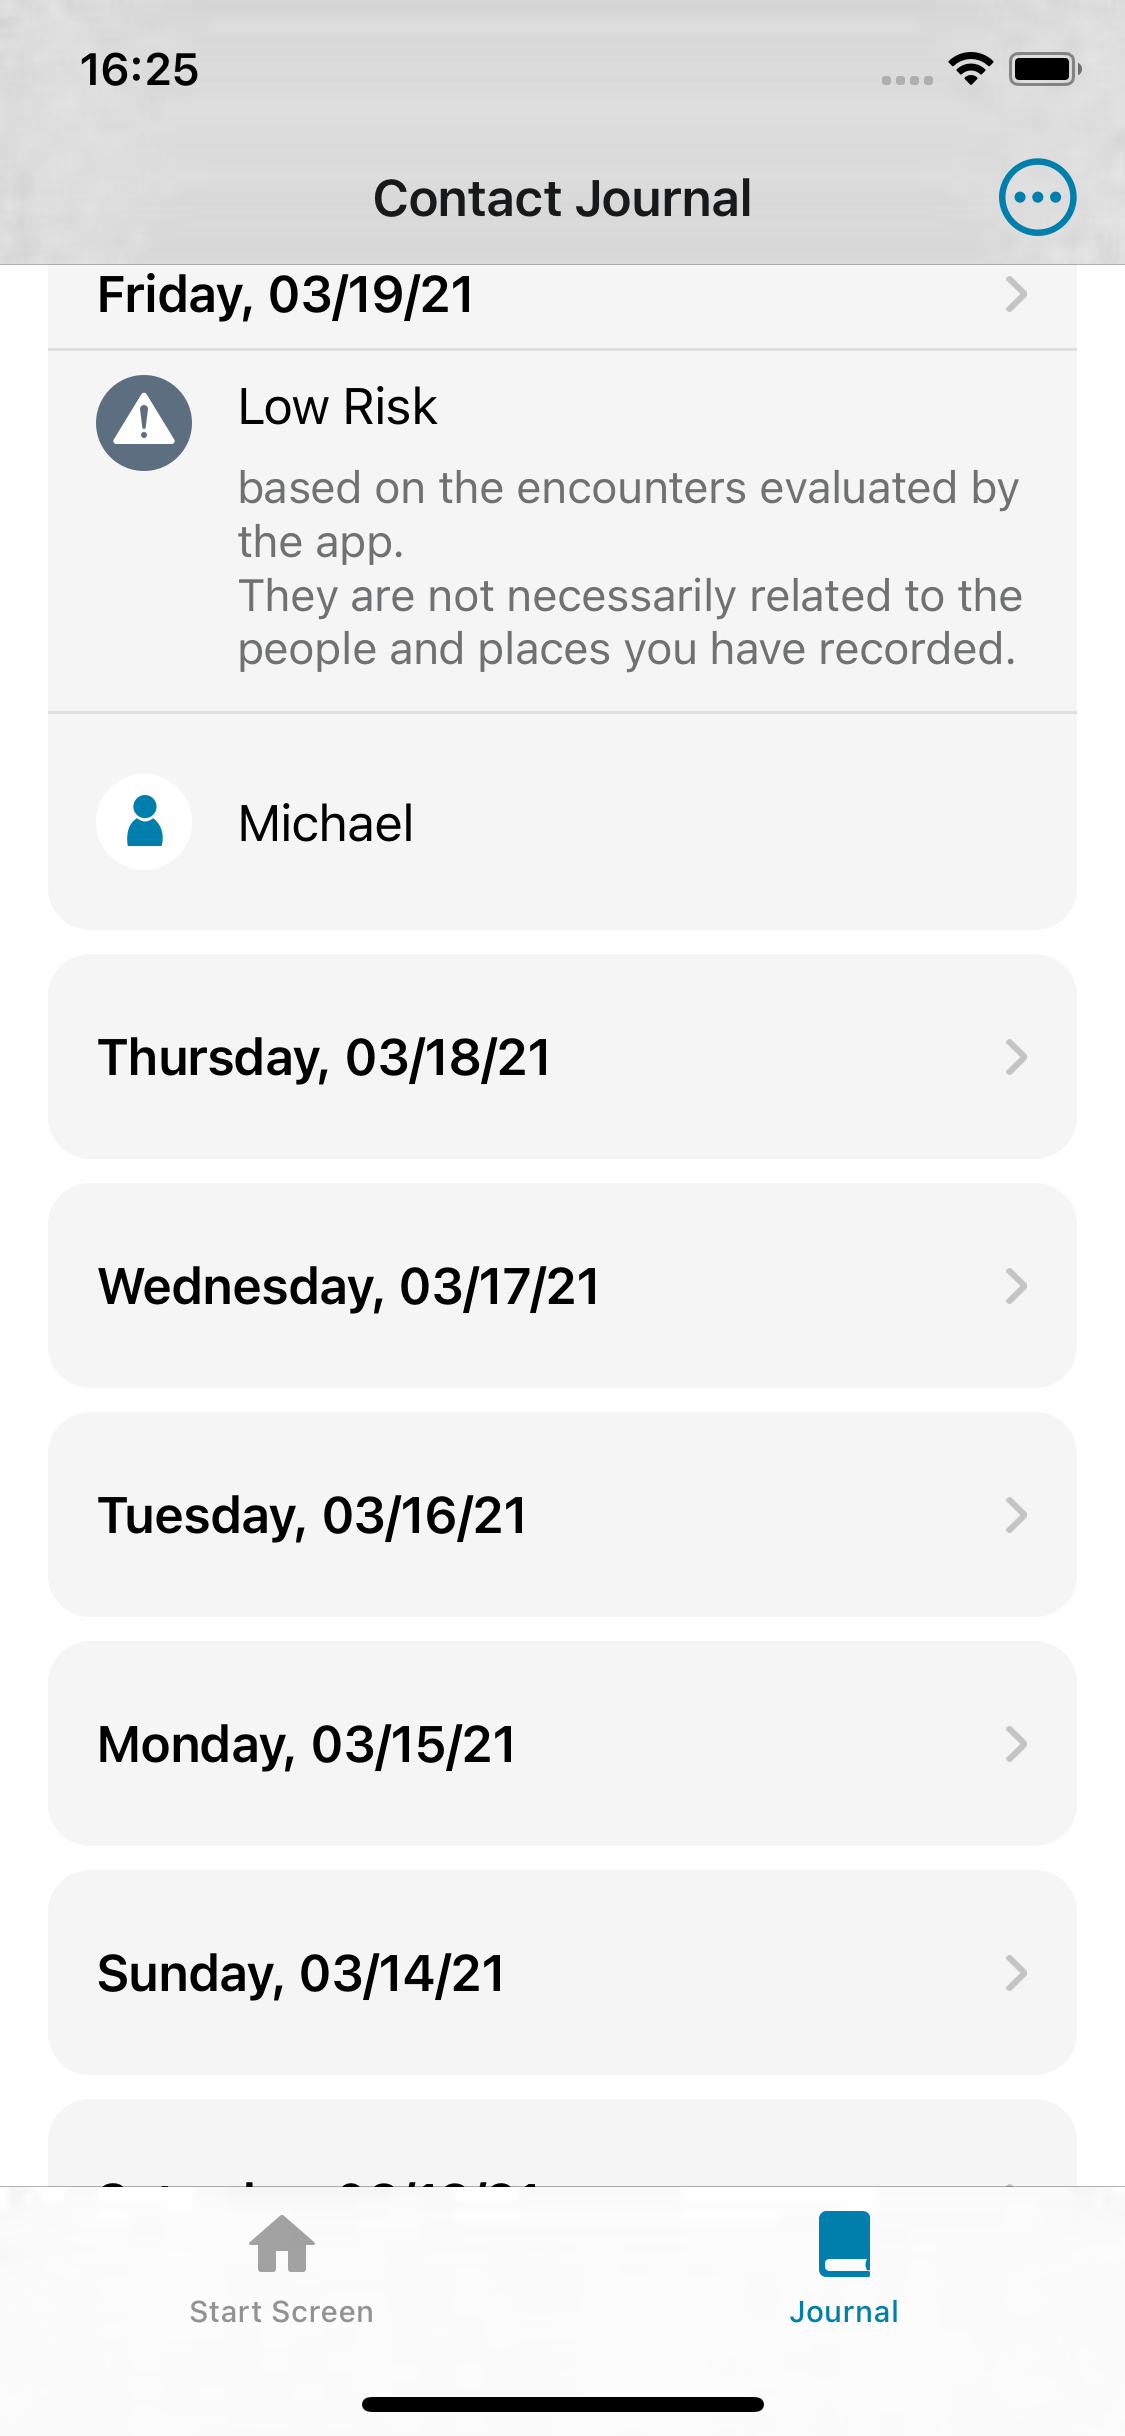 16:25
Contact Journal
Friday, 03/19/21
Low Risk
based on the encounters evaluated by
the app.
They are not necessarily related to the
people and places you have recorded.
Michael
Thursday, 03/18/21
Wednesday, 03/17/21
Tuesday, 03/16/21
Monday, 03/15/21
Sunday, 03/14/21
Start Screen
Journal